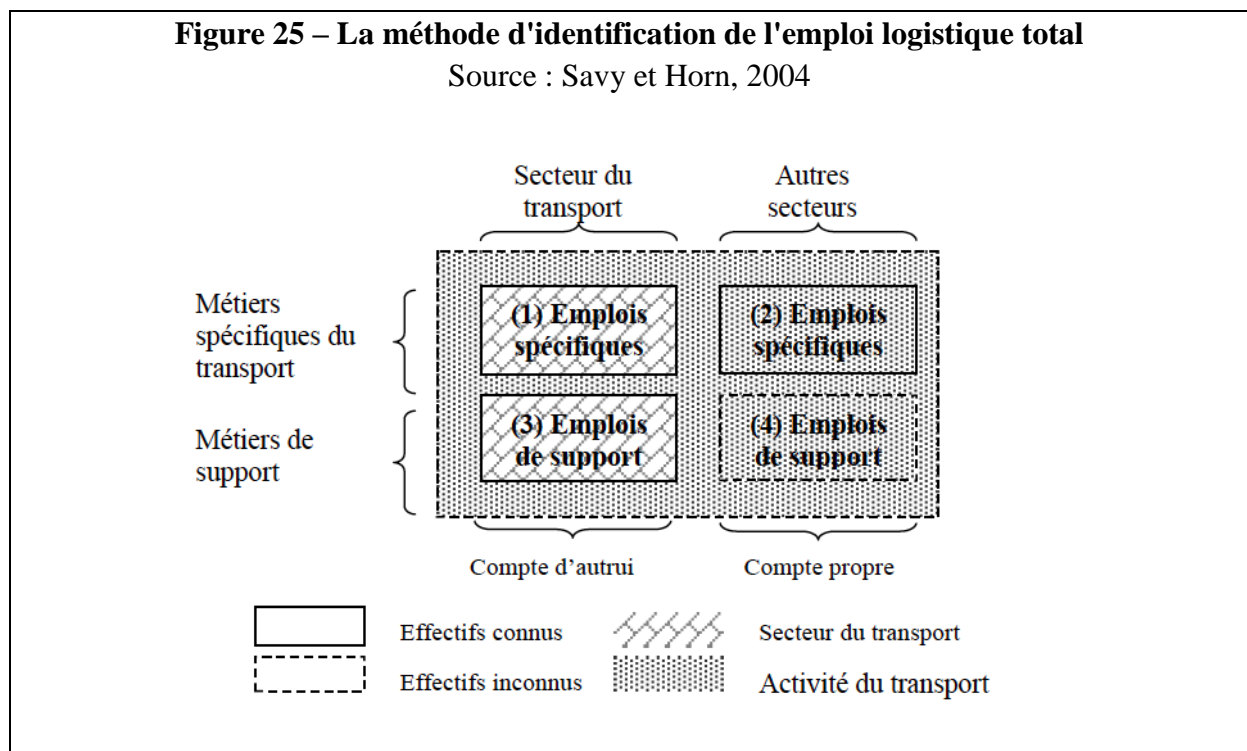 Figure 25 – La méthode d'identification de l'emploi logistique total
Source : Savy et Horn, 2004
Secteur du
transport
Autres
secteurs
Métiers
spécifiques du
transport
(1) Emplois
spécifiques
(2) Emplois
spécifiques
Métiers de
support
(3) Emplois
de support
(4) Emplois
de support
Compte d’autrui
Compte propre
Effectifs connus
Secteur du transport
Effectifs inconnus
Activité du transport